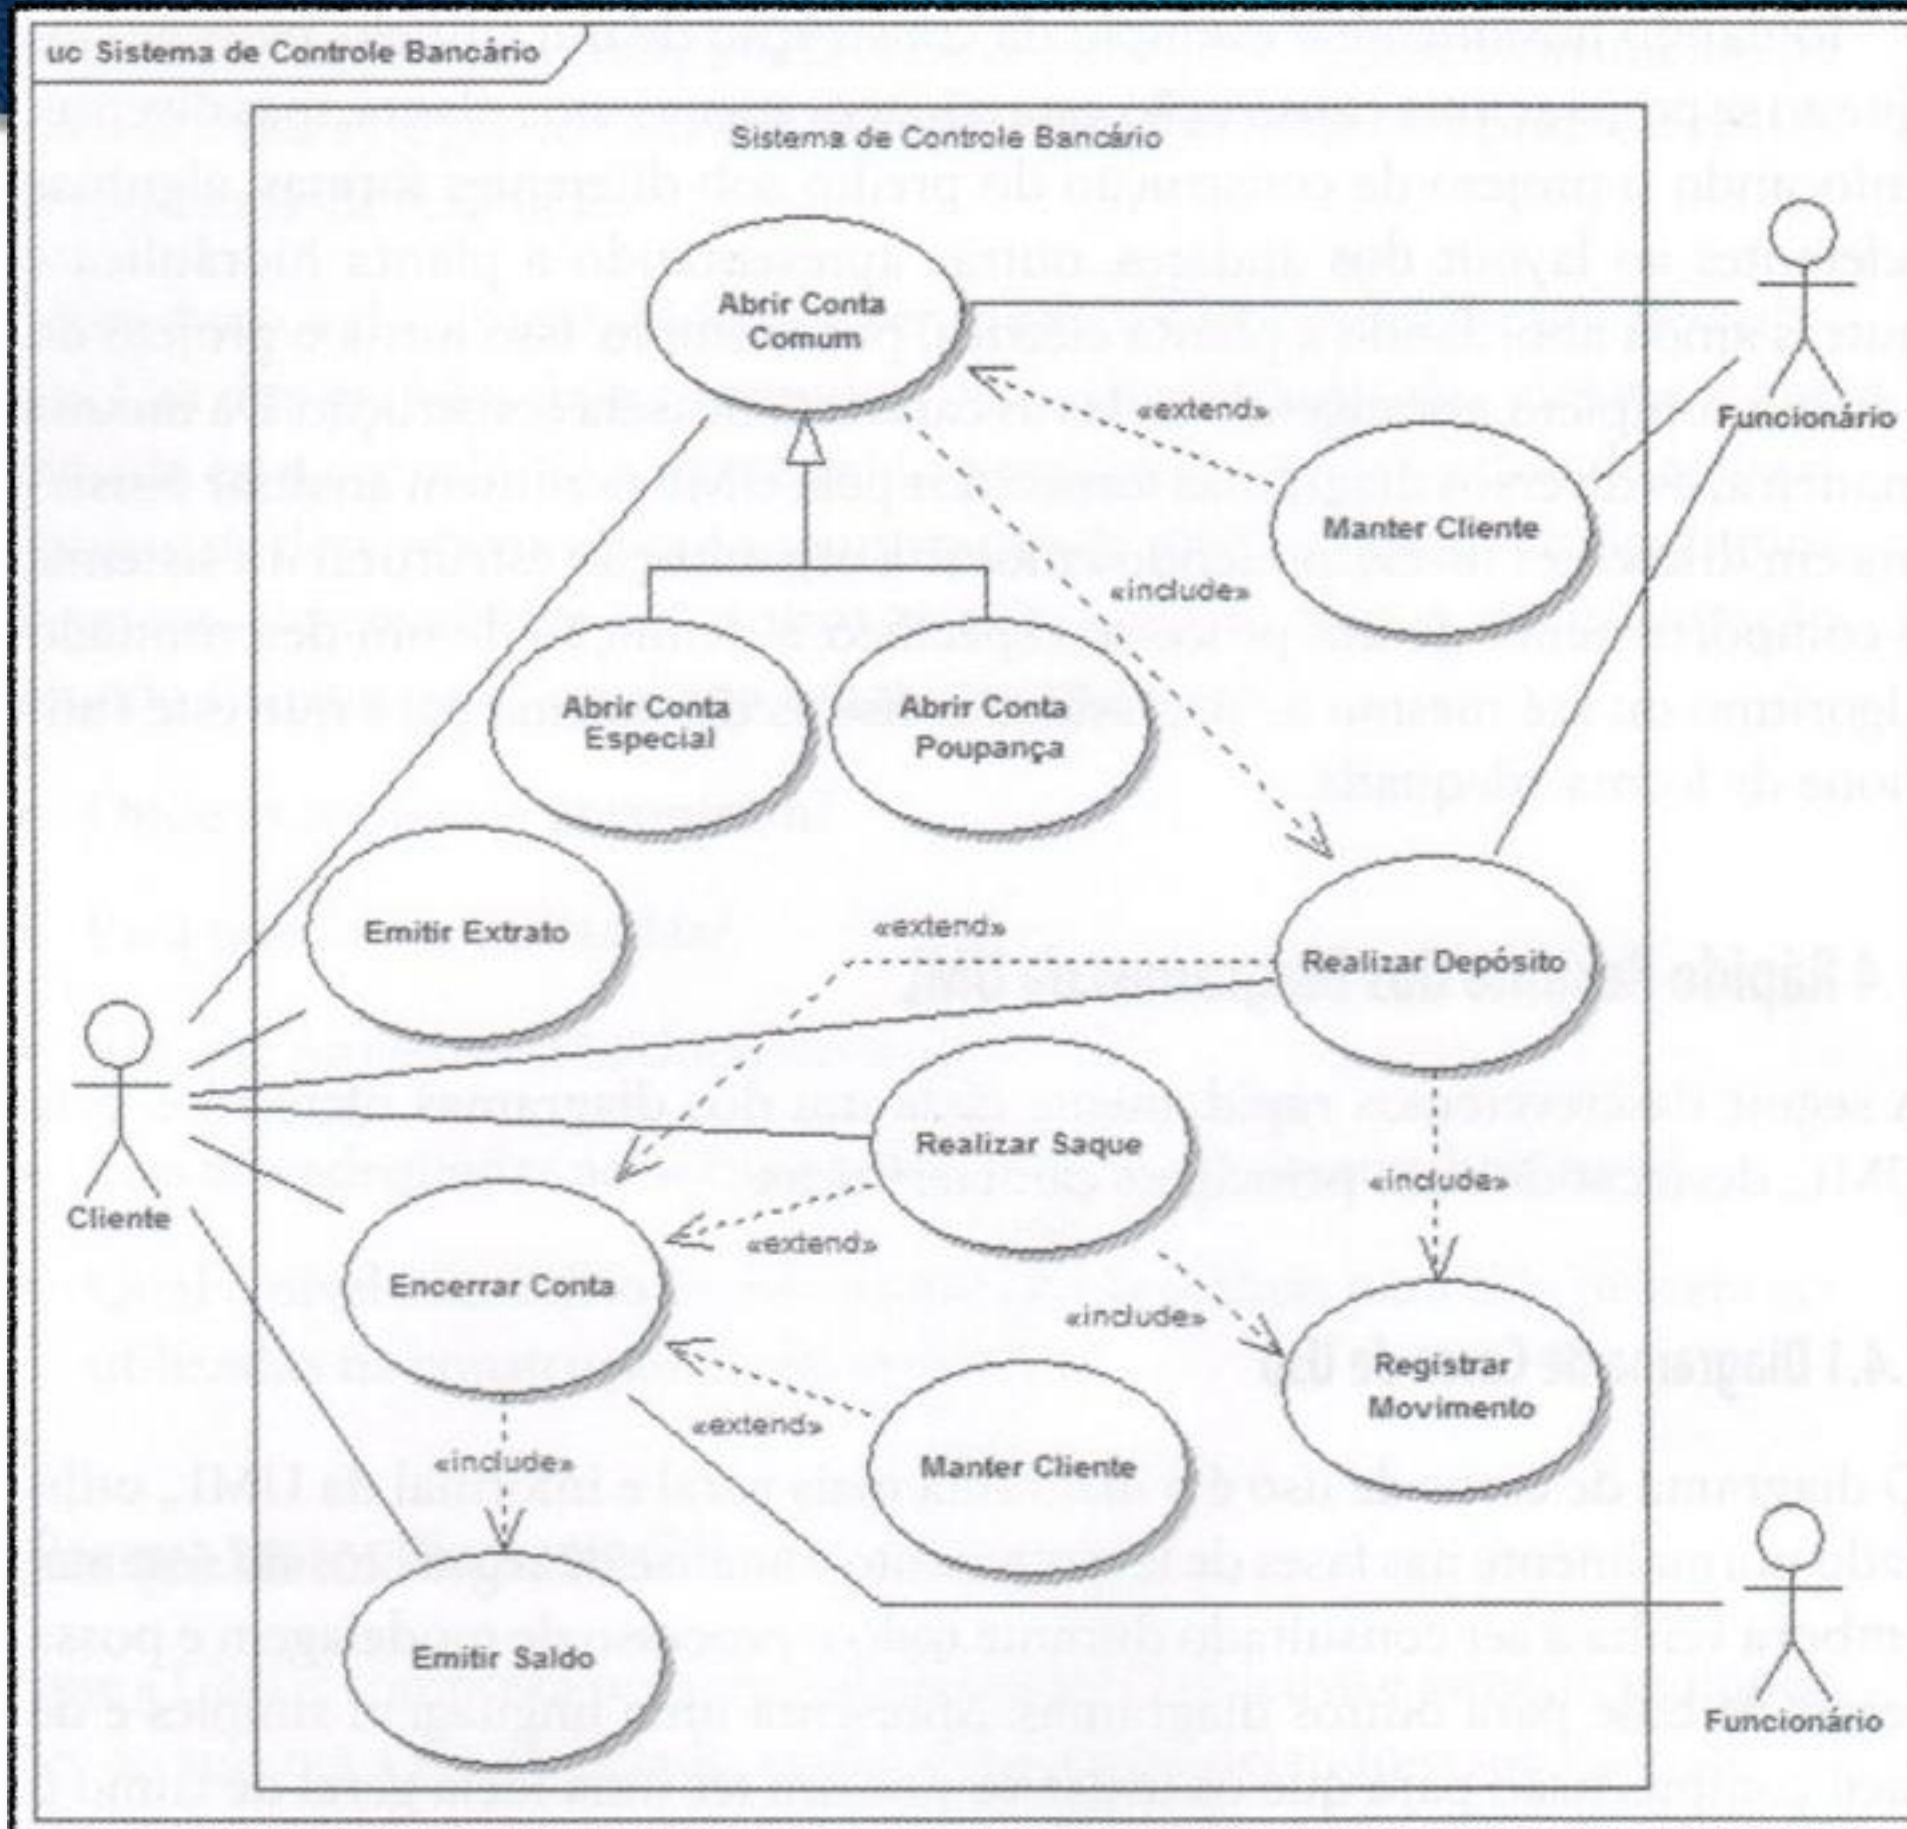 uc Sistema de Controle Bancário
Sistema de Controle Bancário
Abrir Conta
Comum
Funcionário
«extend»
Manter Cliente
«include»
Abrir Conta
Especial
Abrir Conta
Poupança
Emitir Extrato
«extend»
Realizar Depósito
Cliente
Realizar Saque
«include»
«extend»
Encerrar Conta
«include»
Registrar
Movimento
«extend»
Manter Cliente
«include»
Emitir Saldo
Funcionário